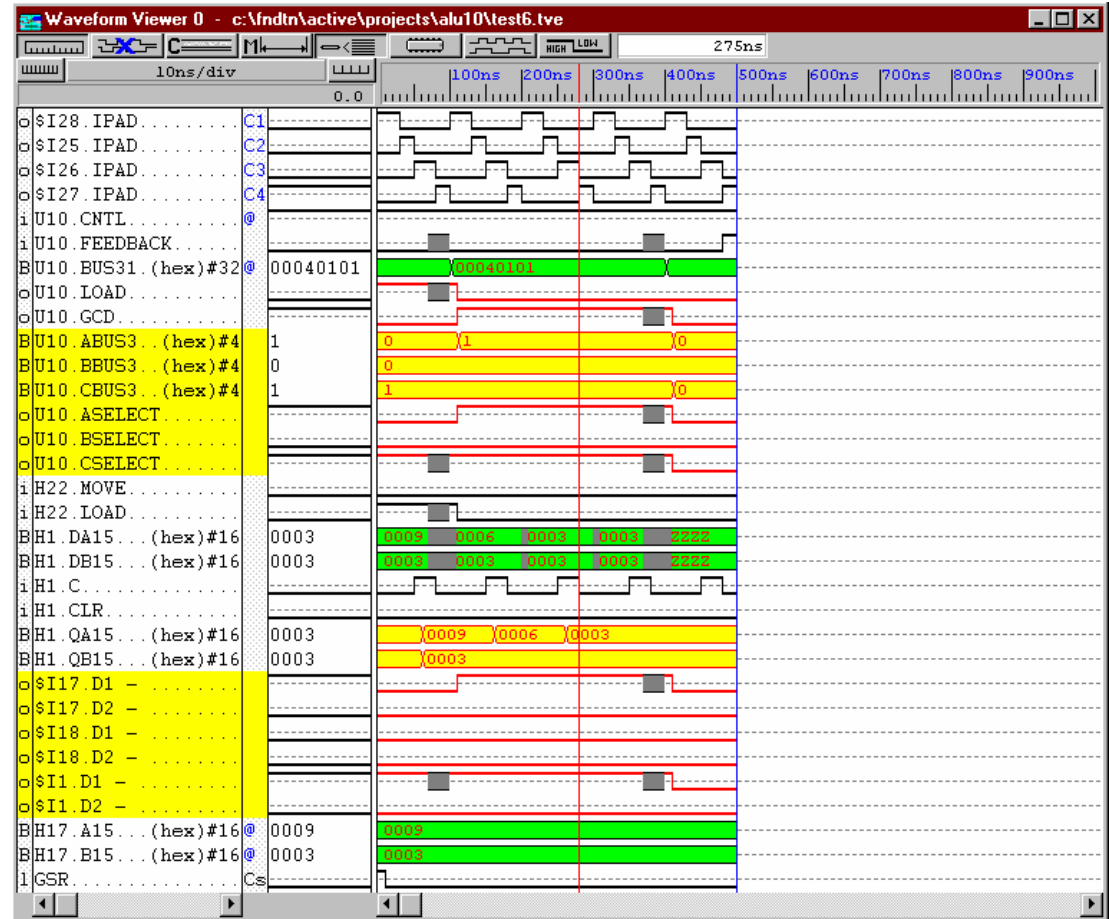 Waveform Viewer 0 - c:\fndtn\active\projects\alu10\test6.tve
C M HIGH LOW 275ns
10ns/div 100ns 200ns 300ns 400ns 500ns 600ns 700ns 800ns 900ns
0.0
o $I28.IPAD......... C1
o $I25.IPAD......... C2
o $I26.IPAD......... C3
o $I27.IPAD......... C4
i U10.CNTL.......... @
i U10.FEEDBACK......
B U10.BUS31.(hex)#32 @ 00040101 00040101
o U10.LOAD..........
o U10.GCD...........
B U10.ABUS3..(hex)#4 1 0 1 0
B U10.BBUS3..(hex)#4 0 0
B U10.CBUS3..(hex)#4 1 1 0
o U10.ASELECT.......
o U10.BSELECT.......
o U10.CSELECT.......
i H22.MOVE..........
i H22.LOAD..........
B H1.DA15...(hex)#16 0003 0009 0006 0003 0003 ZZZZ
B H1.DB15...(hex)#16 0003 0003 0003 0003 0003 ZZZZ
i H1.C..............
i H1.CLR............
B H1.QA15...(hex)#16 0003 0009 0006 0003
B H1.QB15...(hex)#16 0003 0003
o $I17.D1 - ........
o $I17.D2 - ........
o $I18.D1 - ........
o $I18.D2 - ........
o $I1.D1 - .........
o $I1.D2 - .........
B H17.A15...(hex)#16 @ 0009 0009
B H17.B15...(hex)#16 @ 0003 0003
l GSR............... Cs